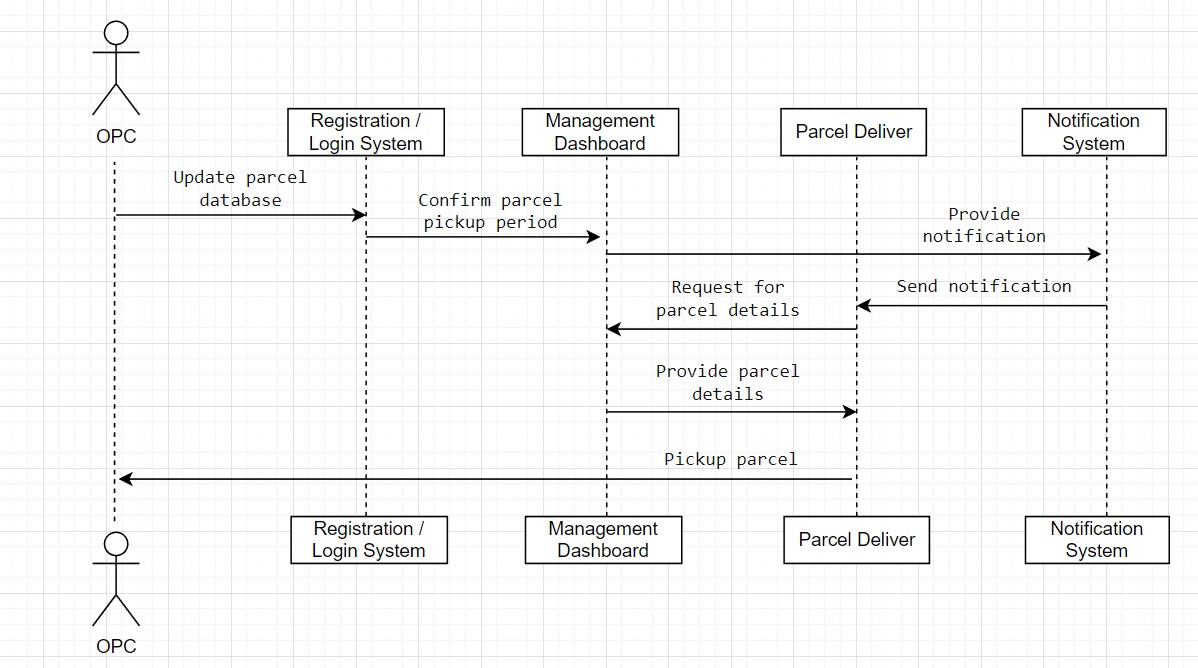 OPC
Registration /
Login System
Management
Dashboard
Parcel Deliver
Notification
System
Update parcel
database
Confirm parcel
pickup period
Provide
notification
Send notification
Request for
parcel details
Provide parcel
details
Pickup parcel
Registration /
Login System
Management
Dashboard
Parcel Deliver
Notification
System
OPC